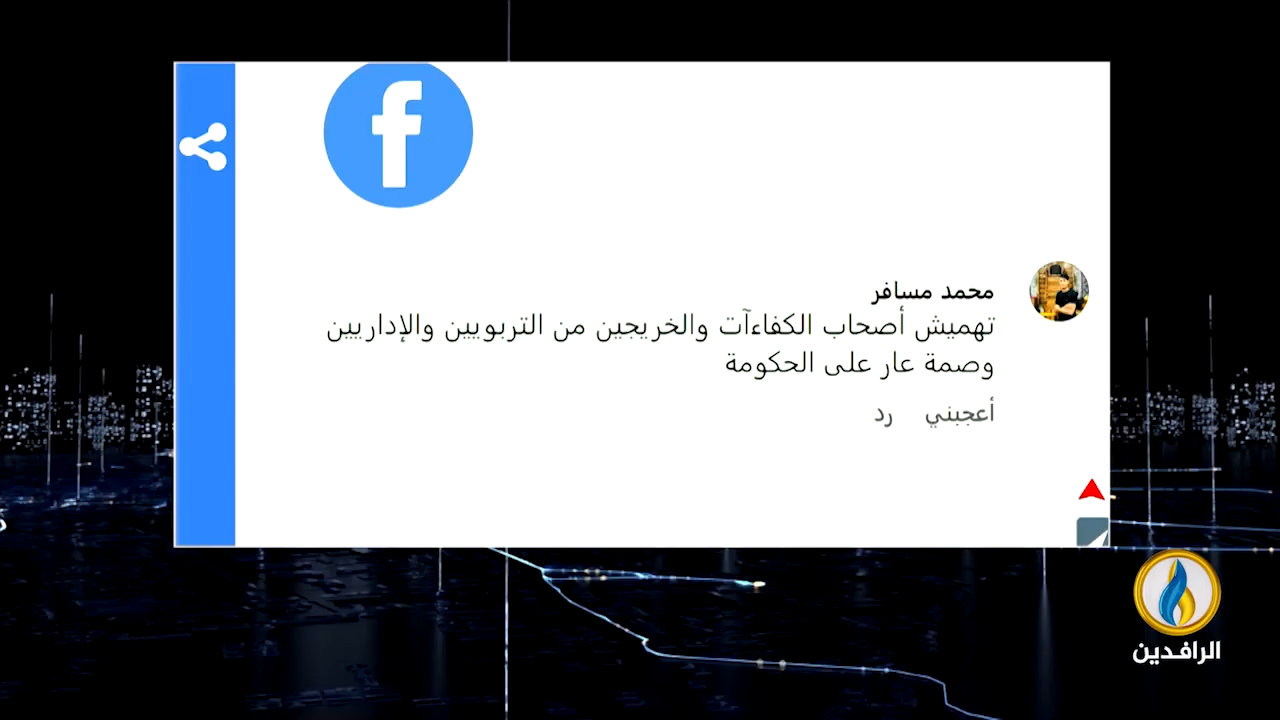 محمد مسافر
تهميش أصحاب الكفاءآت والخريجين من التربويين والإداريين
وصمة عار على الحكومة
أعجبني رد
الرافدين